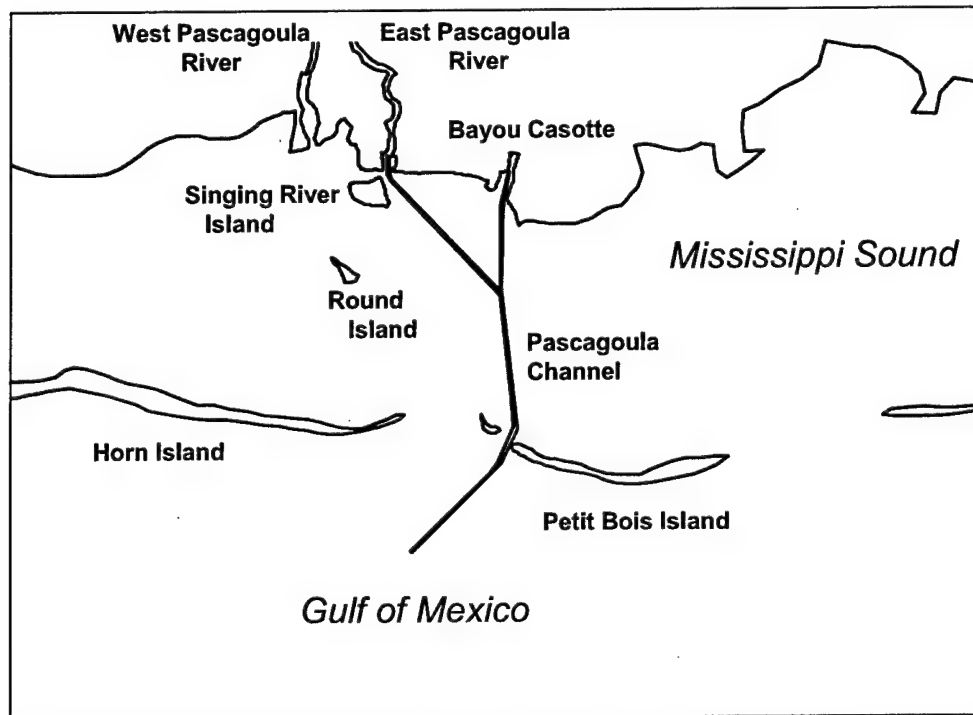 West Pascagoula
River
East Pascagoula
River
Bayou Casotte
Singing River
Island
Mississippi Sound
Round
Island
Pascagoula
Channel
Horn Island
Petit Bois Island
Gulf of Mexico